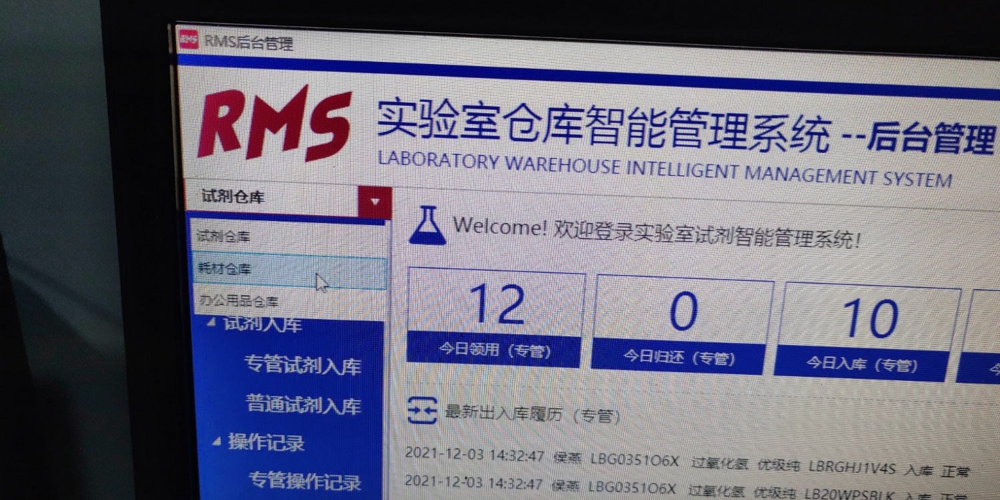 RMS后台管理
RMS
实验室仓库智能管理系统 --后台管理
LABORATORY WAREHOUSE INTELLIGENT MANAGEMENT SYSTEM
试剂仓库
试剂仓库
耗材仓库
办公用品仓库
试剂入库
专管试剂入库
普通试剂入库
操作记录
专管操作记录
Welcome! 欢迎登录实验室试剂智能管理系统!
12
今日领用（专管）
0
今日归还（专管）
10
今日入库（专管）
最新出入库履历（专管）
2021-12-03 14:32:47 侯燕 LBG0351O6X 过氧化氢 优级纯 LBRGHJ1V4S 入库 正常
2021-12-03 14:32:47 侯燕 LBG0351O6X 过氧化氢 优级纯 LB20WPSBLK 入库 正常